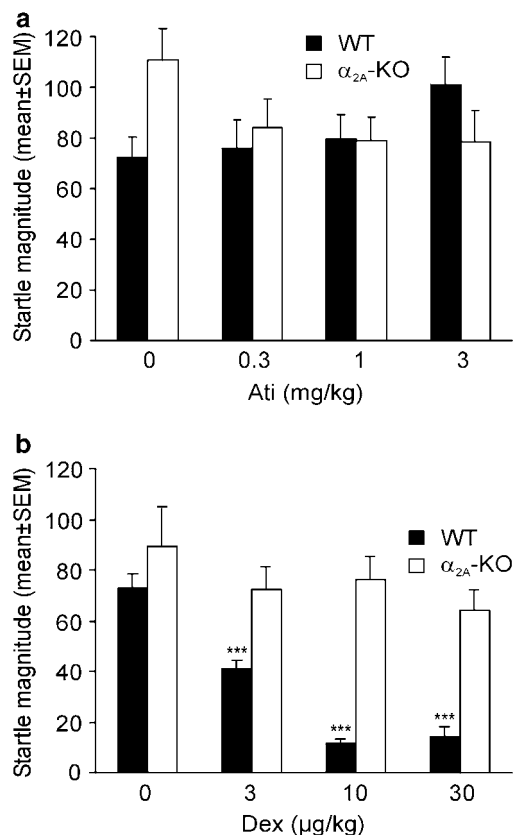 a
Startle magnitude (mean±SEM)
120
100
80
60
40
20
0
WT
α2A-KO
0 0.3 1 3
Ati (mg/kg)
b
Startle magnitude (mean±SEM)
120
100
80
60
40
20
0
WT
α2A-KO
*** *** ***
0 3 10 30
Dex (µg/kg)